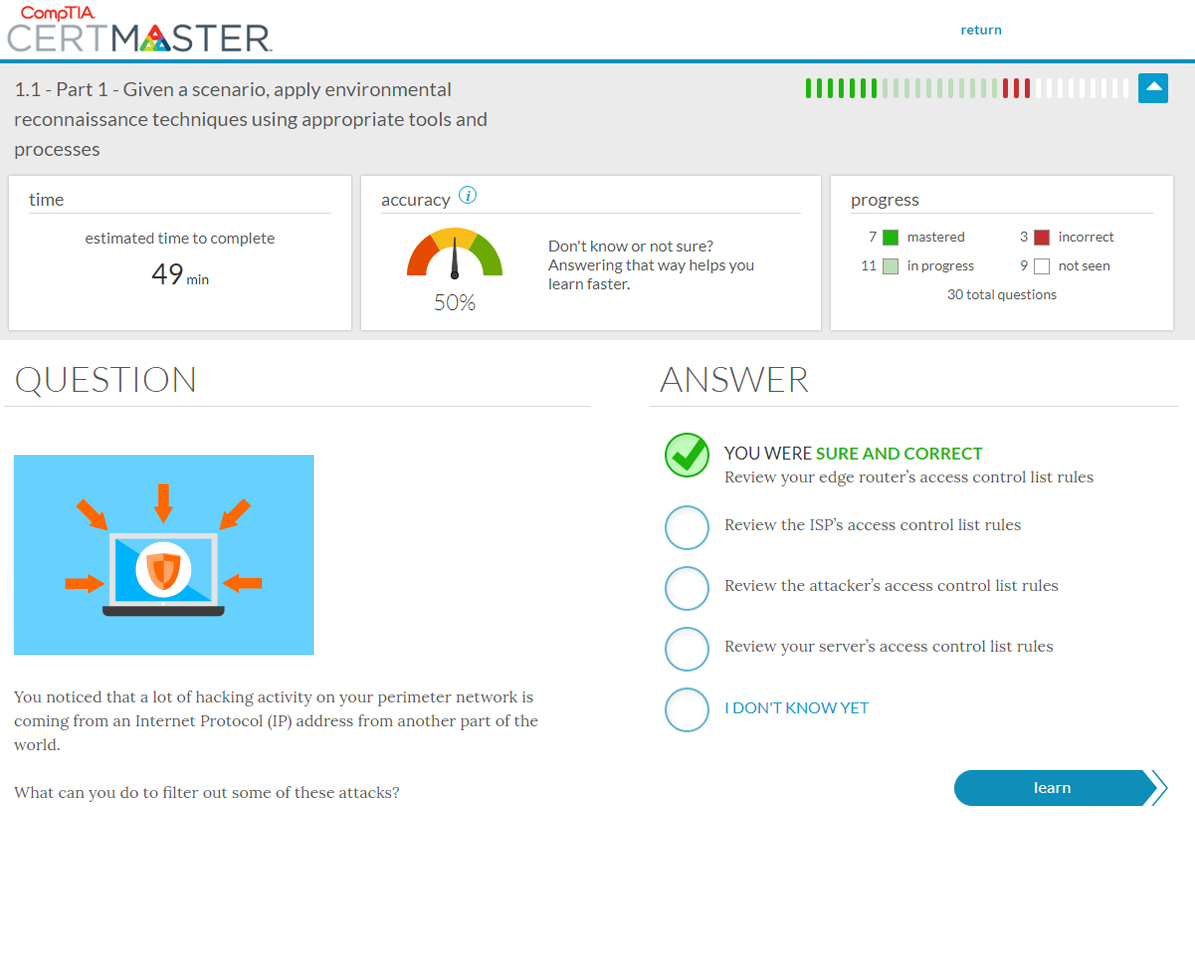 CompTIA.
CERTMASTER
return
1.1 - Part 1 - Given a scenario, apply environmental
reconnaissance techniques using appropriate tools and
processes
time
estimated time to complete
49 min
accuracy i
Don't know or not sure?
Answering that way helps you
learn faster.
50%
progress
7 mastered 3 incorrect
11 in progress 9 not seen
30 total questions
QUESTION
You noticed that a lot of hacking activity on your perimeter network is
coming from an Internet Protocol (IP) address from another part of the
world.
What can you do to filter out some of these attacks?
ANSWER
YOU WERE SURE AND CORRECT
Review your edge router’s access control list rules
Review the ISP’s access control list rules
Review the attacker’s access control list rules
Review your server’s access control list rules
I DON'T KNOW YET
learn